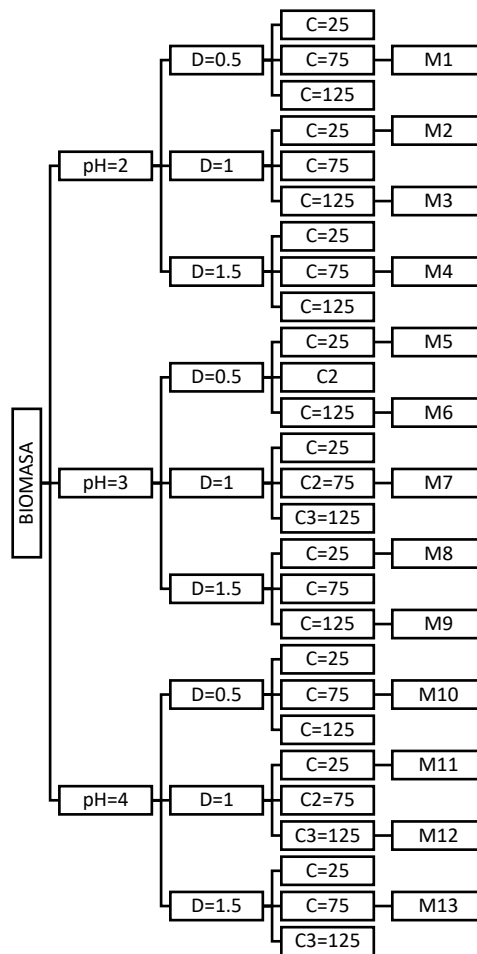 C=25
D=0.5
C=75
M1
C=125
C=25
M2
pH=2
D=1
C=75
C=125
M3
C=25
D=1.5
C=75
M4
C=125
C=25
M5
D=0.5
C2
C=125
M6
C=25
BIOMASA
pH=3
D=1
C2=75
M7
C3=125
C=25
M8
D=1.5
C=75
C=125
M9
C=25
D=0.5
C=75
M10
C=125
C=25
M11
pH=4
D=1
C2=75
C3=125
M12
C=25
D=1.5
C=75
M13
C3=125